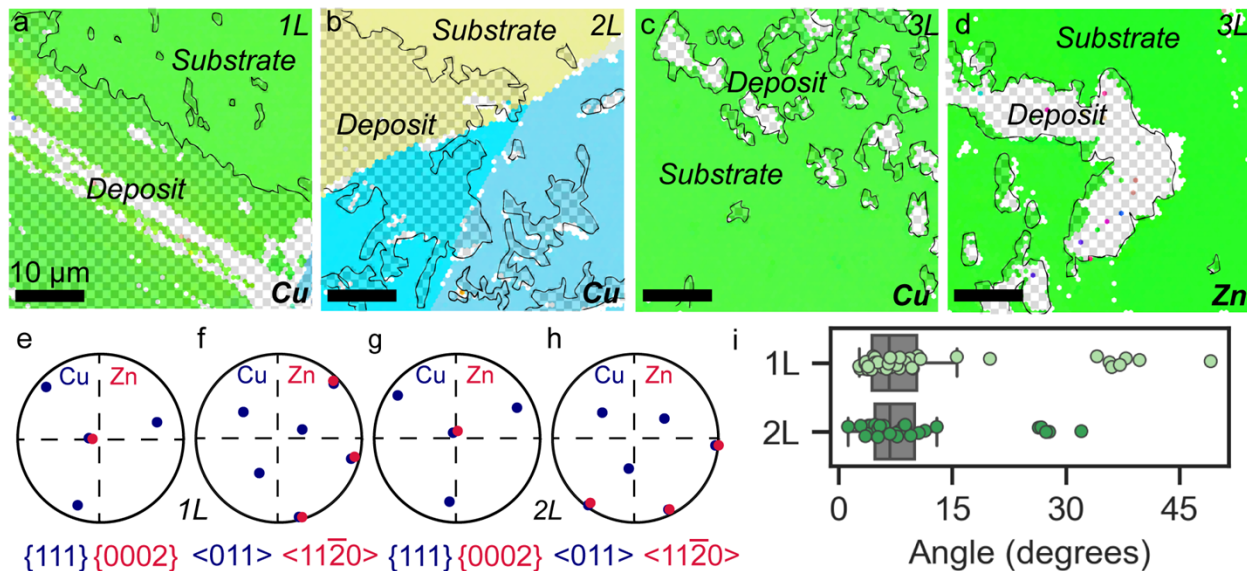 a
1L
Substrate
Deposit
10 µm
Cu
b
2L
Substrate
Deposit
Cu
c
3L
Deposit
Substrate
Cu
d
3L
Substrate
Deposit
Zn
e
Cu Zn
1L
{111} {0002}
f
Cu Zn
<011> <112̅0>
g
Cu Zn
2L
{111} {0002}
h
Cu Zn
<011> <112̅0>
i
1L
2L
0 15 30 45
Angle (degrees)